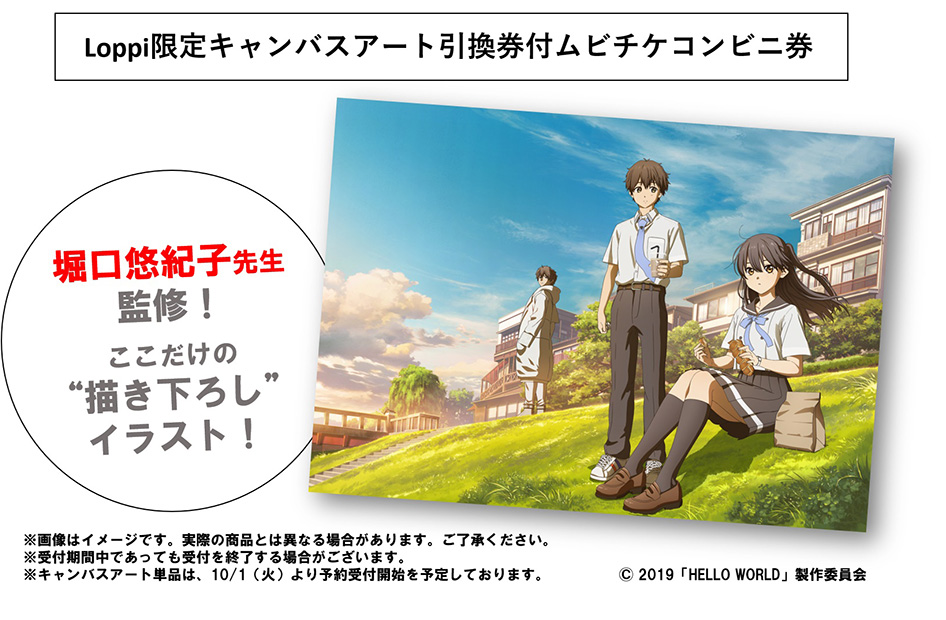 Loppi限定キャンバスアート引換券付ムビチケコンビニ券
堀口悠紀子先生
監修！
ここだけの
“描き下ろし”
イラスト！
※画像はイメージです。実際の商品とは異なる場合があります。ご了承ください。
※受付期間中であっても受付を終了する場合がございます。
※キャンバスアート単品は、10/1（火）より予約受付開始を予定しております。
© 2019「HELLO WORLD」製作委員会